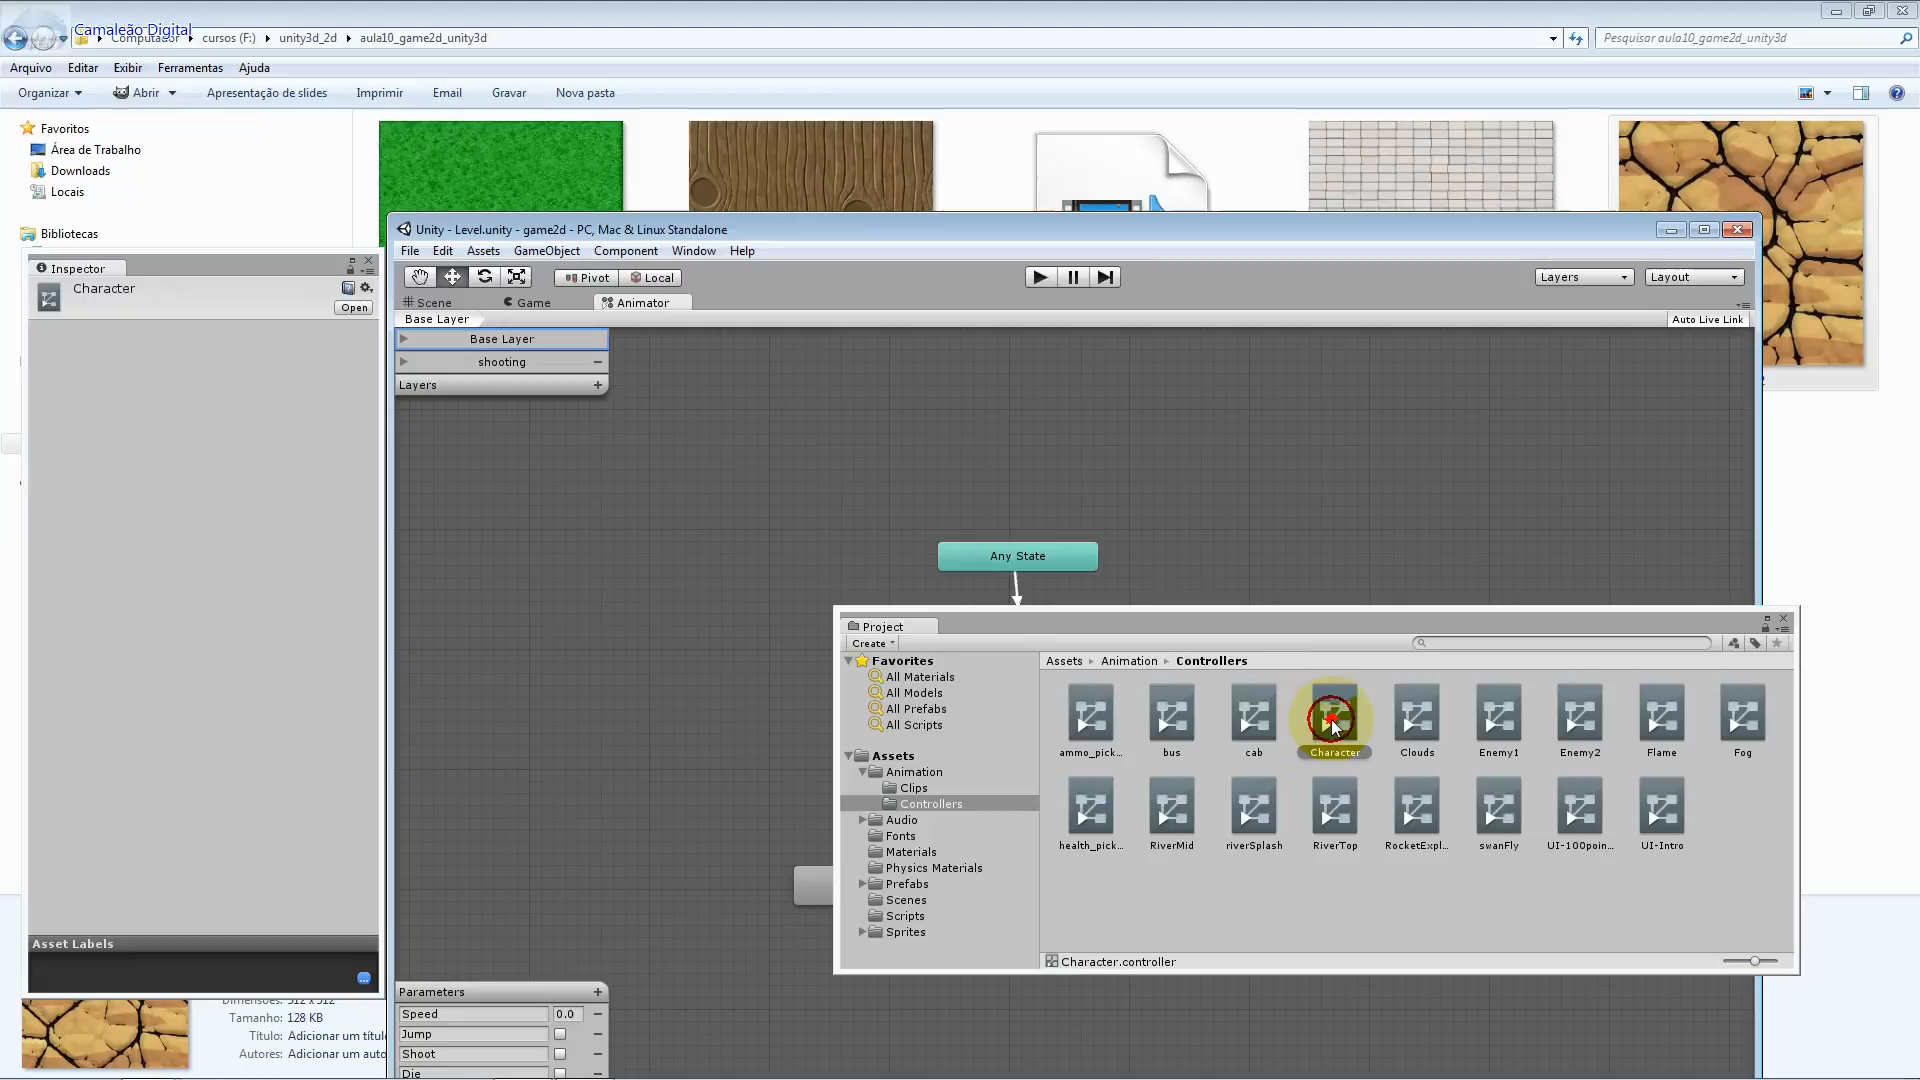 Camaleão Digital
Computador cursos (F:) unity3d_2d aula10_game2d_unity3d
Pesquisar aula10_game2d_unity3d
Arquivo Editar Exibir Ferramentas Ajuda
Organizar Abrir Apresentação de slides Imprimir Email Gravar Nova pasta
Favoritos
Área de Trabalho
Downloads
Locais
Bibliotecas
Inspector
Character
Open
Asset Labels
Tamanho: 128 KB
Título: Adicionar um títul
Autores: Adicionar um auto
Unity - Level.unity - game2d - PC, Mac & Linux Standalone
File Edit Assets GameObject Component Window Help
Pivot Local Layers Layout
Scene Game Animator
Base Layer Auto Live Link
Base Layer
shooting
Layers
Any State
Project
Create
Favorites
All Materials
All Models
All Prefabs
All Scripts
Assets
Animation
Clips
Controllers
Audio
Fonts
Materials
Physics Materials
Prefabs
Scenes
Scripts
Sprites
Assets Animation Controllers
ammo_pick... bus cab Character Clouds Enemy1 Enemy2 Flame Fog
health_pick... RiverMid riverSplash RiverTop RocketExpl... swanFly UI-100poin... UI-Intro
Character.controller
Parameters
Speed 0.0
Jump
Shoot
Die